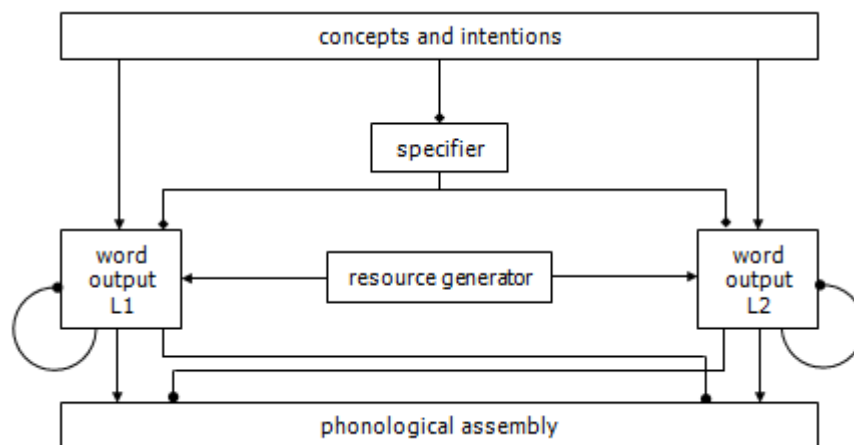 concepts and intentions
specifier
word
output
L1
resource generator
word
output
L2
phonological assembly